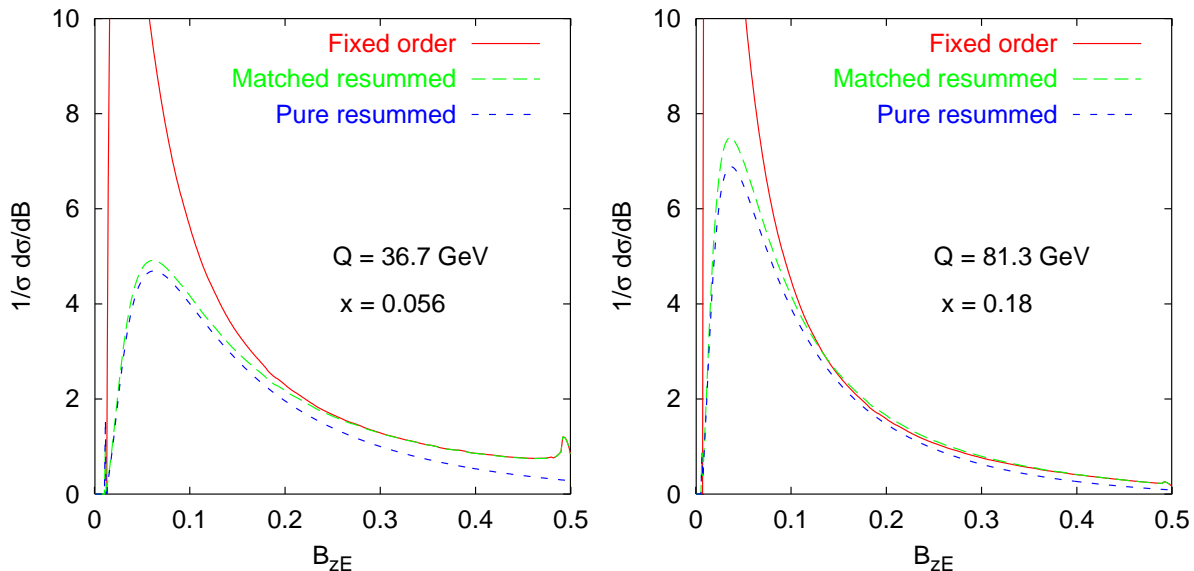 10
8
6
4
2
0
1/σ dσ/dB
Fixed order
Matched resummed
Pure resummed
Q = 36.7 GeV
x = 0.056
0 0.1 0.2 0.3 0.4 0.5
B_zE
10
8
6
4
2
0
1/σ dσ/dB
Fixed order
Matched resummed
Pure resummed
Q = 81.3 GeV
x = 0.18
0 0.1 0.2 0.3 0.4 0.5
B_zE